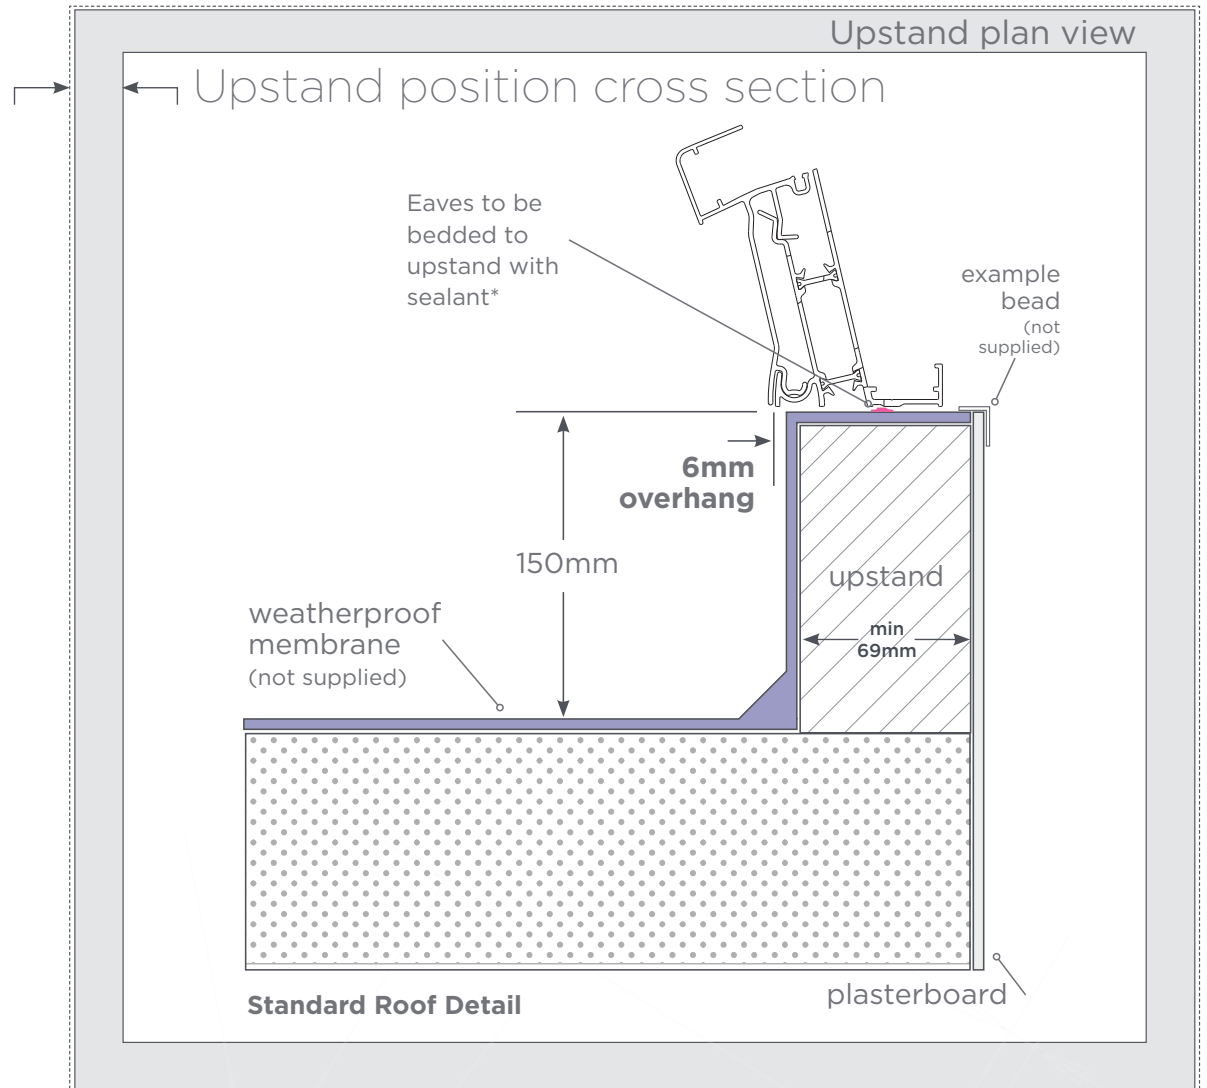 Upstand plan view
Upstand position cross section
Eaves to be
bedded to
upstand with
sealant*
example
bead
(not
supplied)
6mm
overhang
150mm
upstand
min
69mm
weatherproof
membrane
(not supplied)
Standard Roof Detail
plasterboard